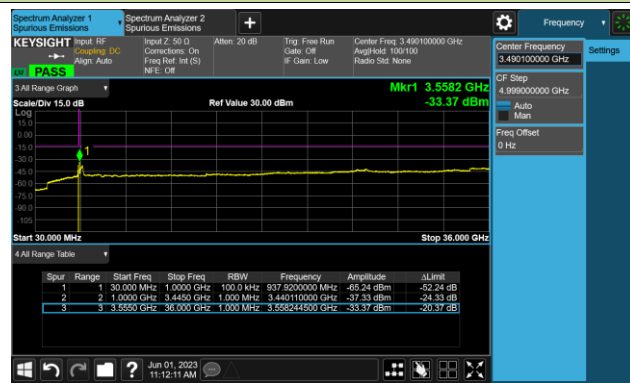 Spectrum Analyzer 1
Spurious Emissions
Spectrum Analyzer 2
Spurious Emissions
Frequency
KEYSIGHT
Input: RF
Coupling: DC
Align: Auto
Input Z: 50 Ω
Corrections: On
Freq Ref: Int (S)
NFE: Off
Atten: 20 dB
Trig: Free Run
Gate: Off
IF Gain: Low
Center Freq: 3.490100000 GHz
Avg|Hold: 100/100
Radio Std: None
PASS
Center Frequency
3.490100000 GHz
Settings
CF Step
4.999000000 GHz
Auto
Man
Freq Offset
0 Hz
3 All Range Graph
Mkr1 3.5582 GHz
Scale/Div 15.0 dB
Ref Value 30.00 dBm
-33.37 dBm
Log
15.0
0.00
-15.0
-30.0
-45.0
-60.0
-75.0
-90.0
-105
1
Start 30.000 MHz
Stop 36.000 GHz
4 All Range Table
Spur Range Start Freq Stop Freq RBW Frequency Amplitude ΔLimit
1 1 30.000 MHz 1.0000 GHz 100.0 kHz 937.9200000 MHz -65.24 dBm -52.24 dB
2 2 1.0000 GHz 3.4450 GHz 1.000 MHz 3.440110000 GHz -37.33 dBm -24.33 dB
3 3 3.5550 GHz 36.000 GHz 1.000 MHz 3.558244500 GHz -33.37 dBm -20.37 dB
Jun 01, 2023
11:12:11 AM